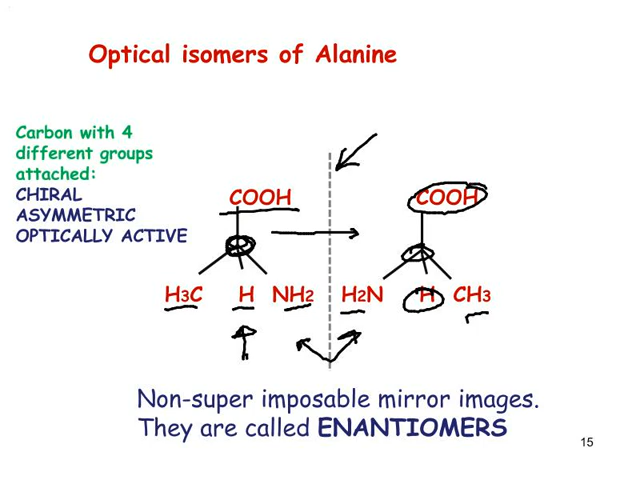 Optical isomers of Alanine
Carbon with 4
different groups
attached:
CHIRAL
ASYMMETRIC
OPTICALLY ACTIVE
COOH COOH
H3C H NH2 H2N H CH3
Non-super imposable mirror images.
They are called ENANTIOMERS
15